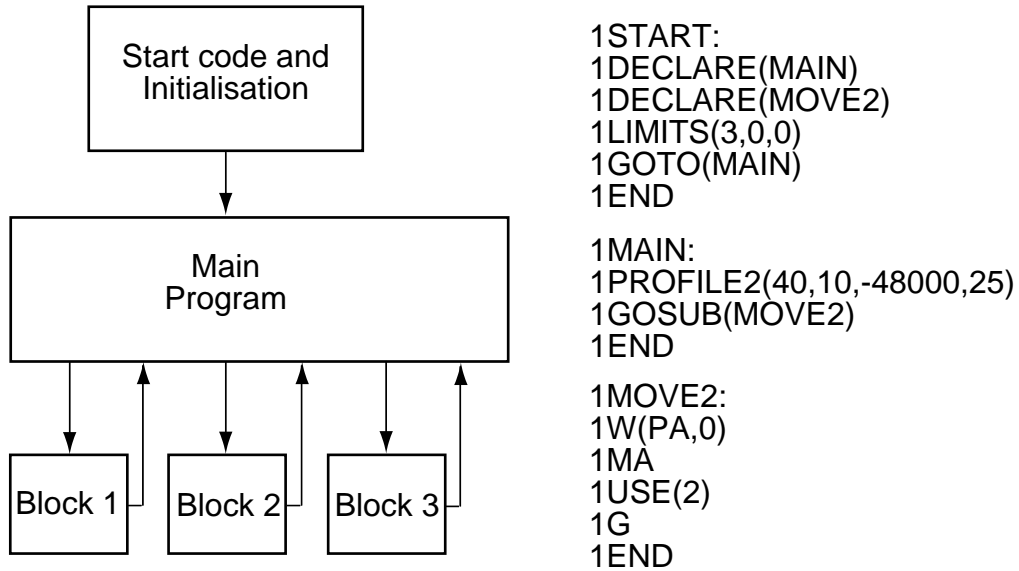 Start code and
Initialisation
Main
Program
Block 1
Block 2
Block 3
1START:
1DECLARE(MAIN)
1DECLARE(MOVE2)
1LIMITS(3,0,0)
1GOTO(MAIN)
1END
1MAIN:
1PROFILE2(40,10,-48000,25)
1GOSUB(MOVE2)
1END
1MOVE2:
1W(PA,0)
1MA
1USE(2)
1G
1END